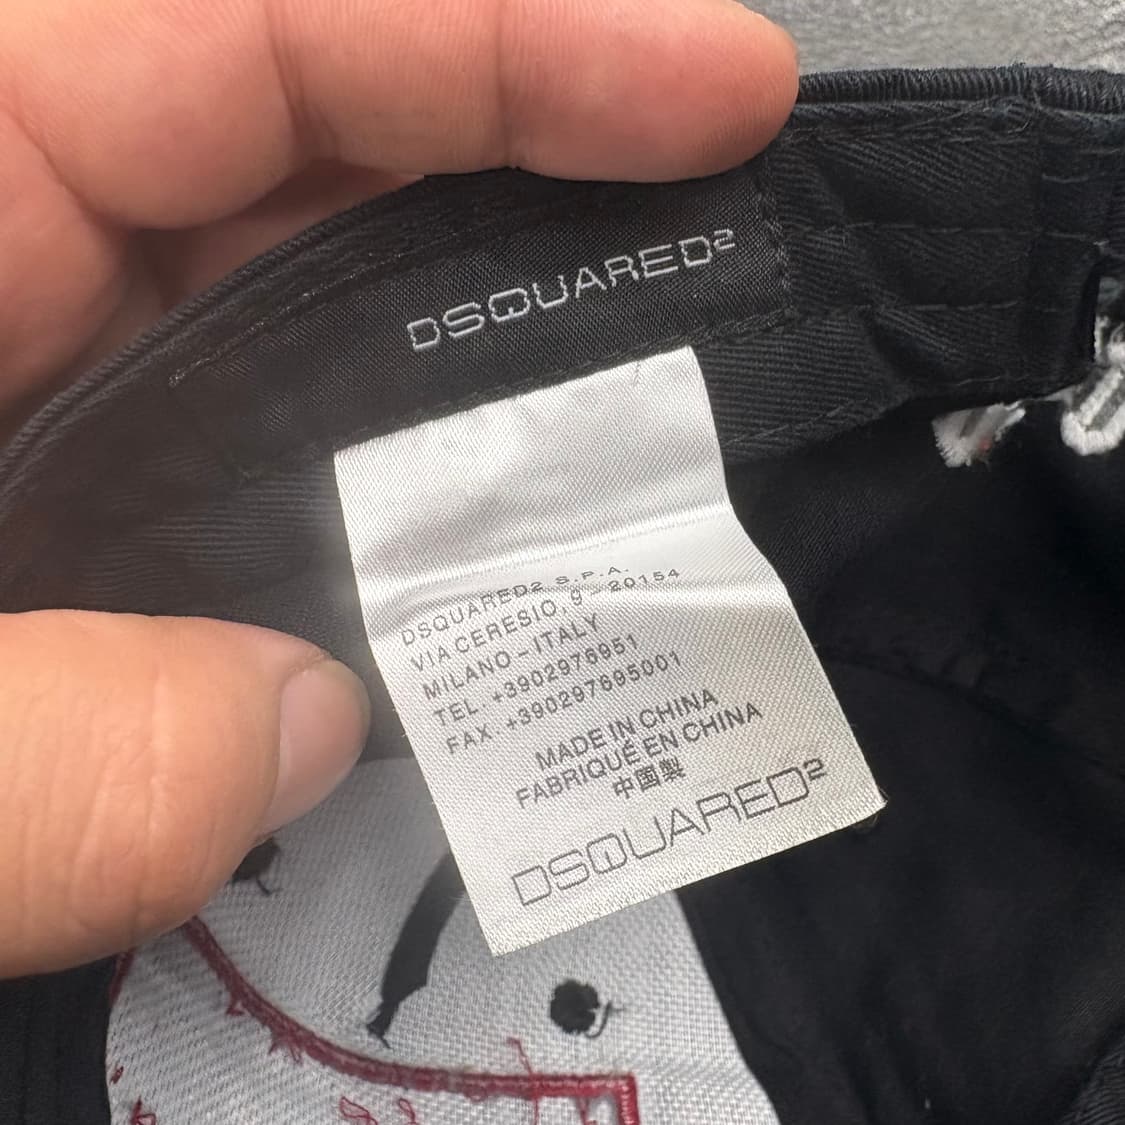 DSQUARED2
DSQUARED2 S.P.A.
VIA CERESIO, 9 - 20154
MILANO - ITALY
TEL. +3902976951
FAX. +390297695001
MADE IN CHINA
FABRIQUÉ EN CHINA
中国製
DSQUARED2